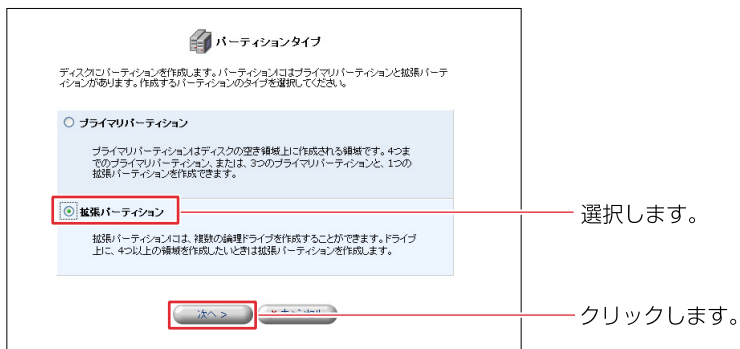 パーティションタイプ
ディスクにパーティションを作成します。パーティションにはプライマリパーティションと拡張パーテ
ィションがあります。作成するパーティションのタイプを選択してください。
プライマリパーティション
プライマリパーティションはディスクの空き領域上に作成される領域です。4つま
でのプライマリパーティション、または、3つのプライマリパーティションと、1つの
拡張パーティションを作成できます。
拡張パーティション
選択します。
拡張パーティションには、複数の論理ドライブを作成することができます。ドライブ
上に、4つ以上の領域を作成したいときは拡張パーティションを作成します。
次へ >
クリックします。